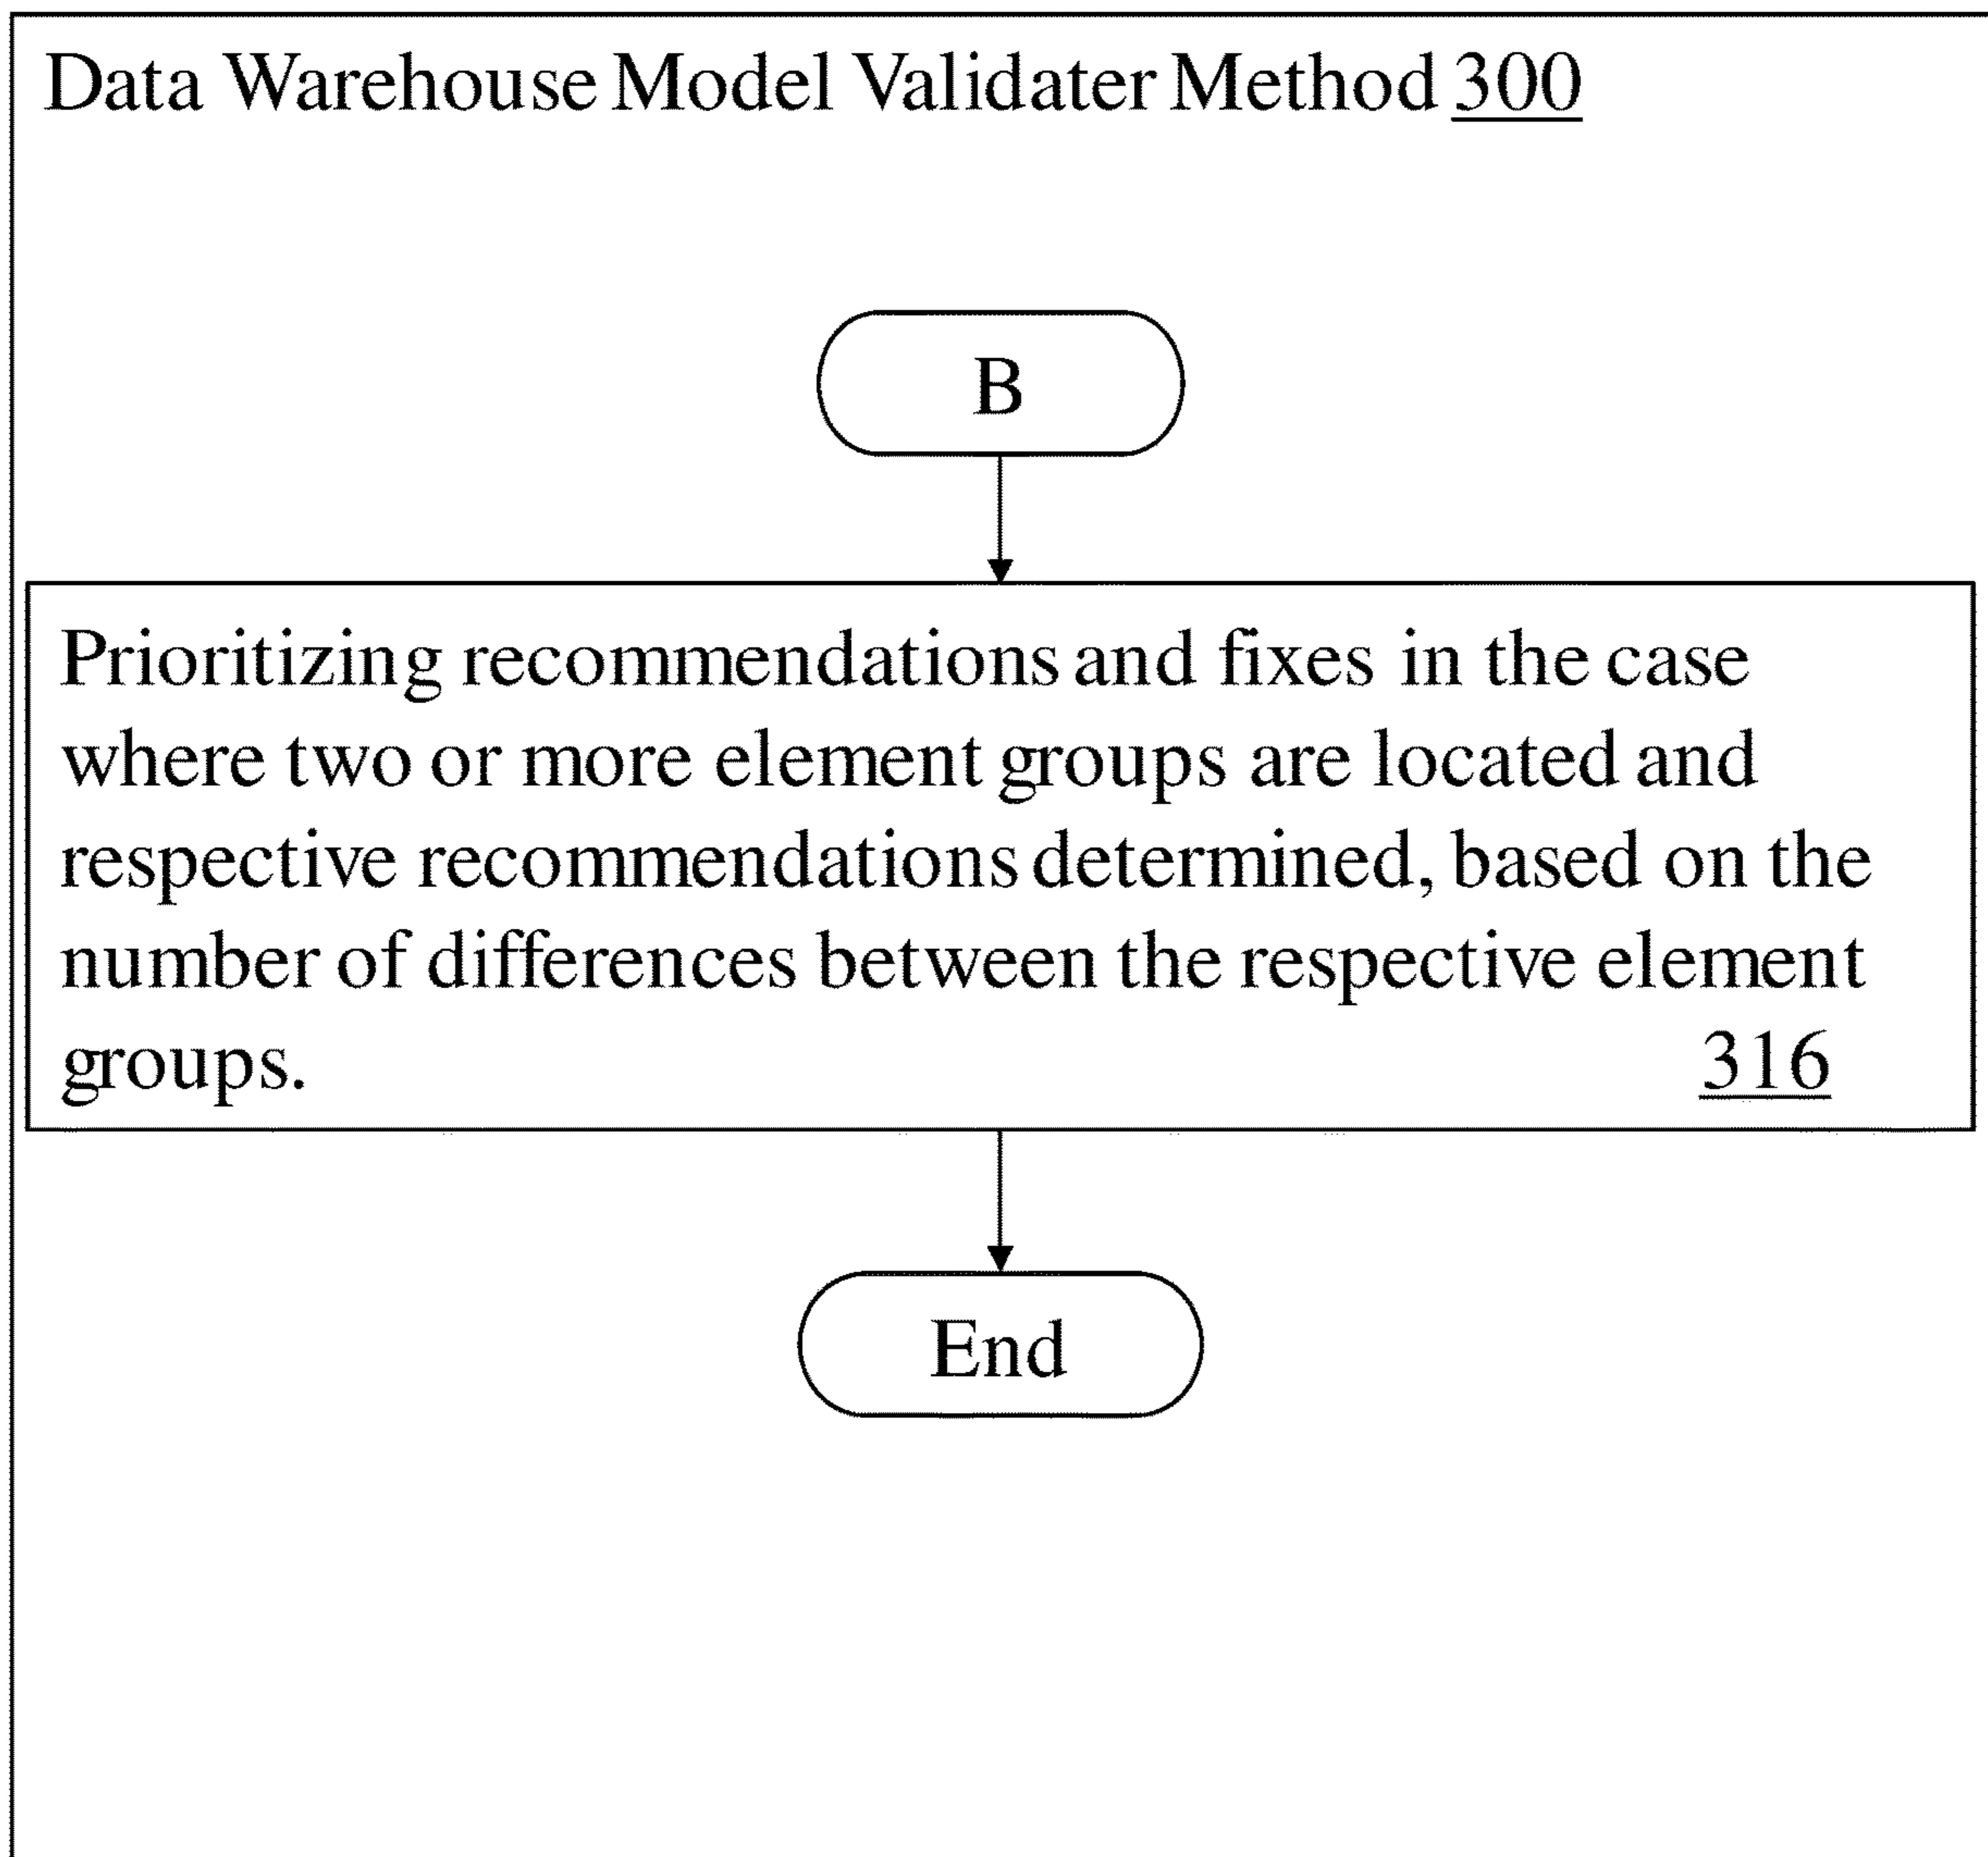 Data Warehouse Model Validater Method 300
B
Prioritizing recommendations and fixes in the case
where two or more element groups are located and
respective recommendations determined, based on the
number of differences between the respective element
groups. 316
End